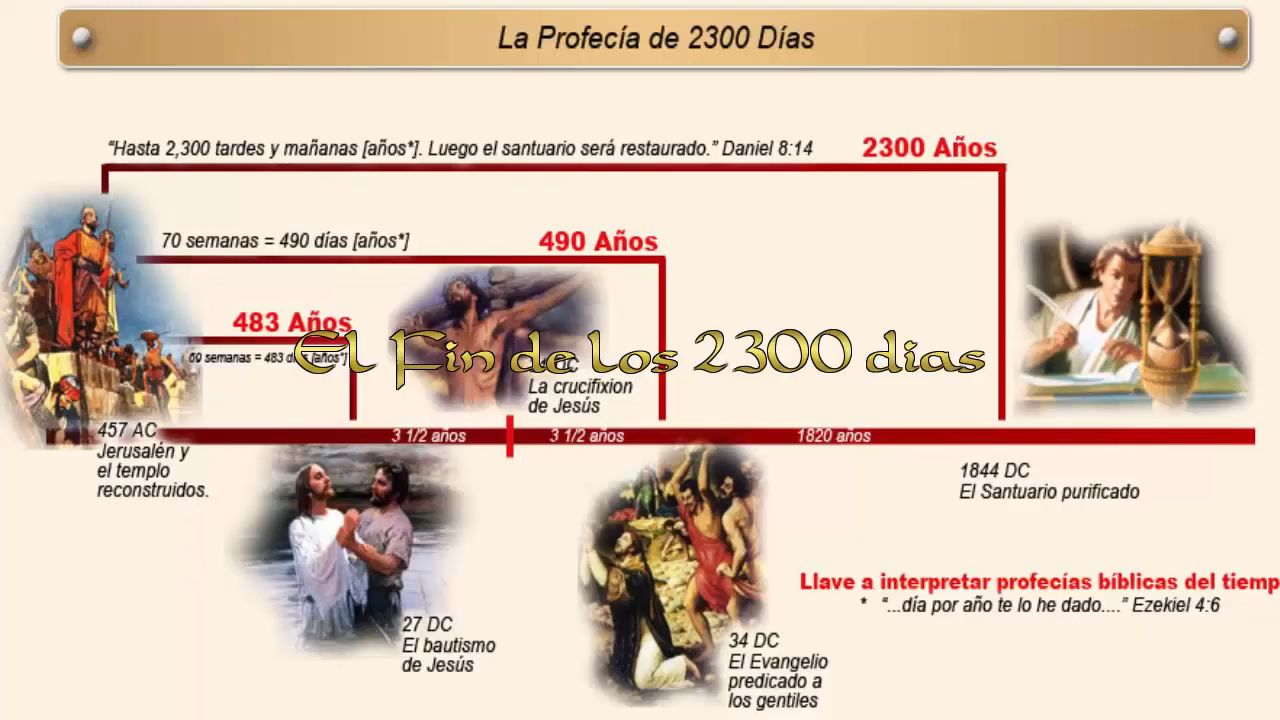 La Profecía de 2300 Días
“Hasta 2,300 tardes y mañanas [años*]. Luego el santuario será restaurado.” Daniel 8:14
2300 Años
70 semanas = 490 días [años*]
490 Años
483 Años
69 semanas = 483 [años*]
El Fin de los 2300 dias
La crucifixion
de Jesús
457 AC
Jerusalén y
el templo
reconstruidos.
3 1/2 años
3 1/2 años
1820 años
1844 DC
El Santuario purificado
27 DC
El bautismo
de Jesús
34 DC
El Evangelio
predicado a
los gentiles
Llave a interpretar profecías bíblicas del tiemp
* “...día por año te lo he dado....” Ezekiel 4:6